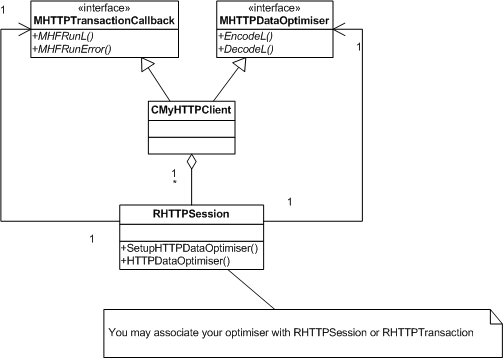 1
«interface»
MHTTPTransactionCallback
+MHFRunL()
+MHFRunError()
«interface»
MHTTPDataOptimiser
+EncodeL()
+DecodeL()
1
CMyHTTPClient
1
*
RHTTPSession
+SetupHTTPDataOptimiser()
+HTTPDataOptimiser()
1
1
You may associate your optimiser with RHTTPSession or RHTTPTransaction